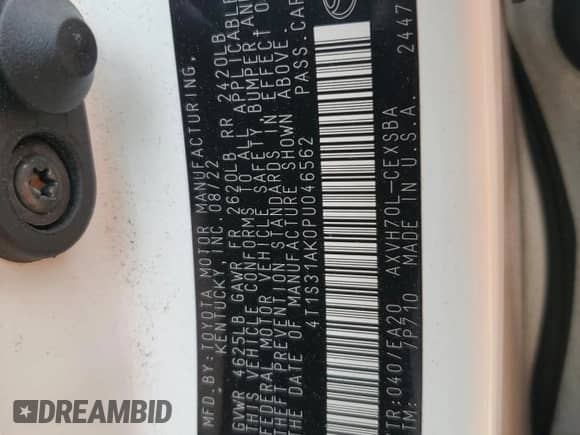 MFD.BY:TOYOTA MOTOR MANUFACTURING,
KENTUCKY, INC. 08/22
GVWR 4625LB GAWR FR 2620LB RR 2420LB
THIS VEHICLE CONFORMS TO ALL APPLICABLE
FEDERAL MOTOR VEHICLE SAFETY, BUMPER AND
THEFT PREVENTION STANDARDS IN EFFECT ON
THE DATE OF MANUFACTURE SHOWN ABOVE.
4T1S31AK0PU046562 PASS.CAR
C/TR:040/EA20 AXVH70L-CEXSBA
A/TM: /P710 MADE IN U.S.A. 2447
DREAMBID